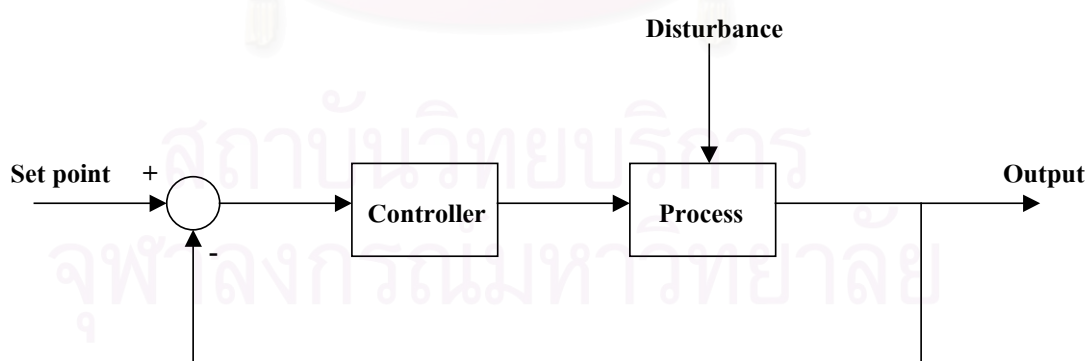 Disturbance
สถาบันวิทยบริการ
Set point
+
Output
Controller
Process
-
จุฬาลงกรณ์มหาวิทยาลัย